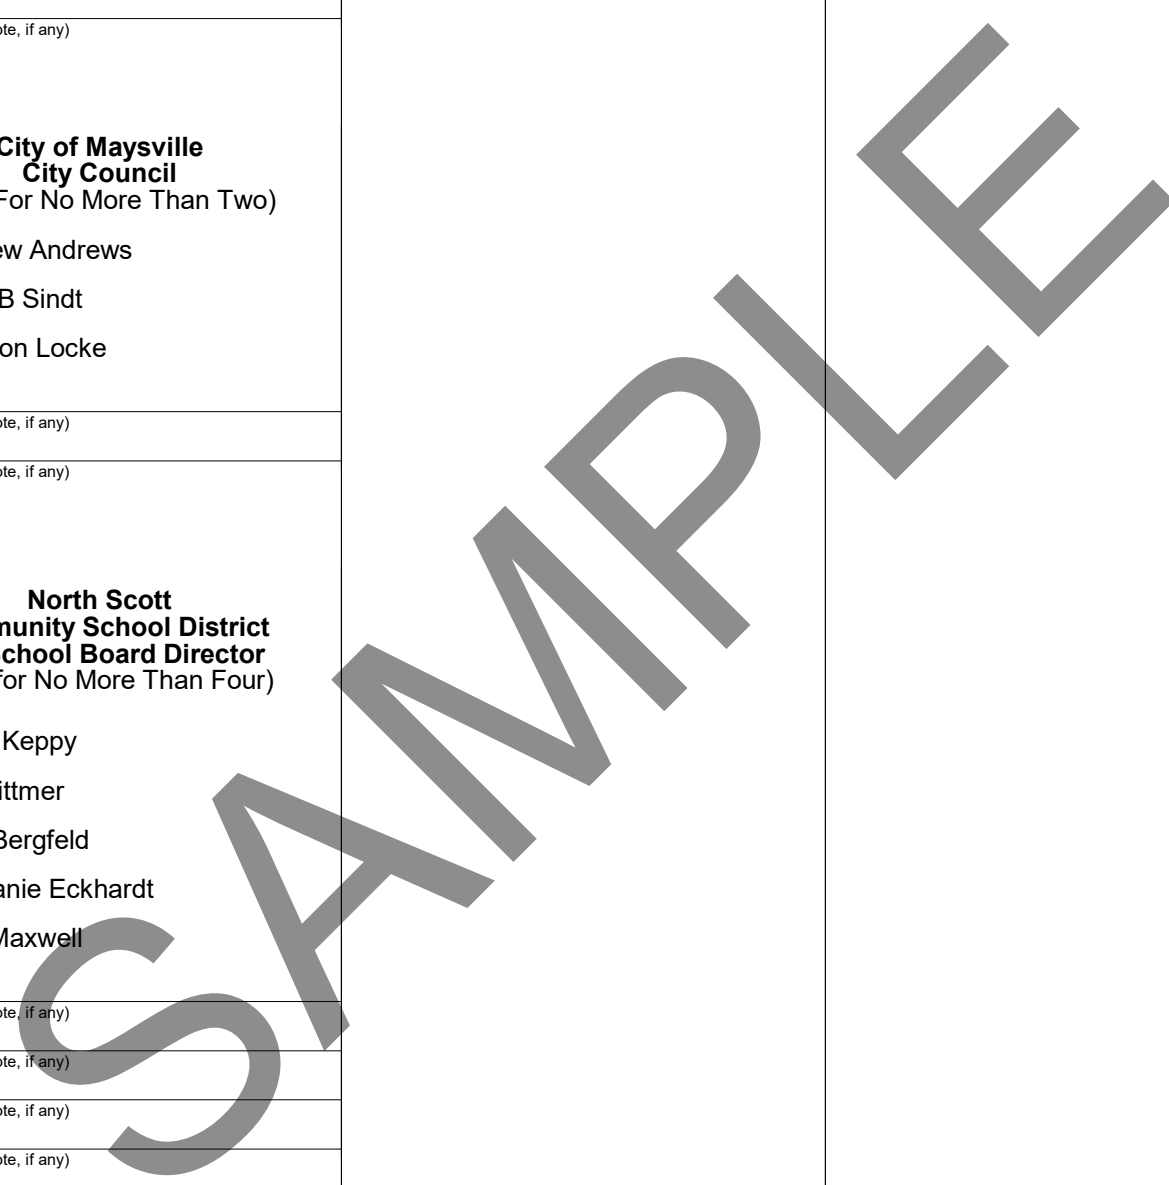 ote, if any)
City of Maysville
City Council
For No More Than Two)
ew Andrews
B Sindt
on Locke
ote, if any)
ote, if any)
North Scott
munity School District
School Board Director
for No More Than Four)
Keppy
ittmer
Bergfeld
anie Eckhardt
Maxwell
ote, if any)
ote, if any)
ote, if any)
ote, if any)
SAMPLE